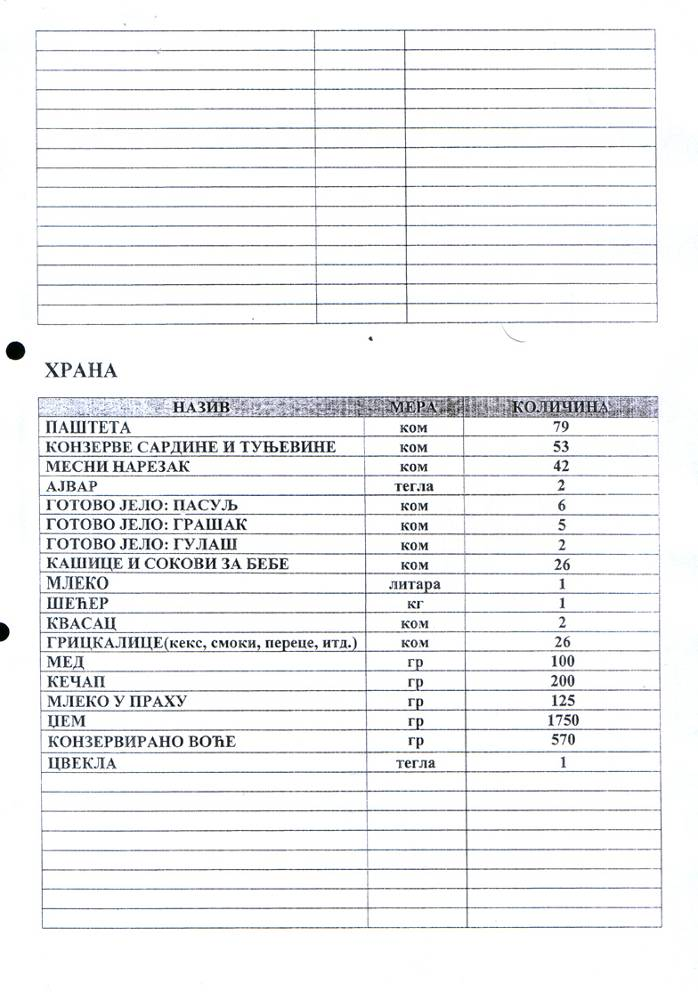 ХРАНА
НАЗИВ МЕРА КОЛИЧИНА
ПАШТЕТА ком 79
КОНЗЕРВЕ САРДИНЕ И ТУЊЕВИНЕ ком 53
МЕСНИ НАРЕЗАК ком 42
АЈВАР тегла 2
ГОТОВО ЈЕЛО: ПАСУЉ ком 6
ГОТОВО ЈЕЛО: ГРАШАК ком 5
ГОТОВО ЈЕЛО: ГУЛАШ ком 2
КАШИЦЕ И СОКОВИ ЗА БЕБЕ ком 26
МЛЕКО литара 1
ШЕЋЕР кг 1
КВАСАЦ ком 2
ГРИЦКАЛИЦЕ(кекс, смоки, переце, итд.) ком 26
МЕД гр 100
КЕЧАП гр 200
МЛЕКО У ПРАХУ гр 125
ЏЕМ гр 1750
КОНЗЕРВИРАНО ВОЋЕ гр 570
ЦВЕКЛА тегла 1